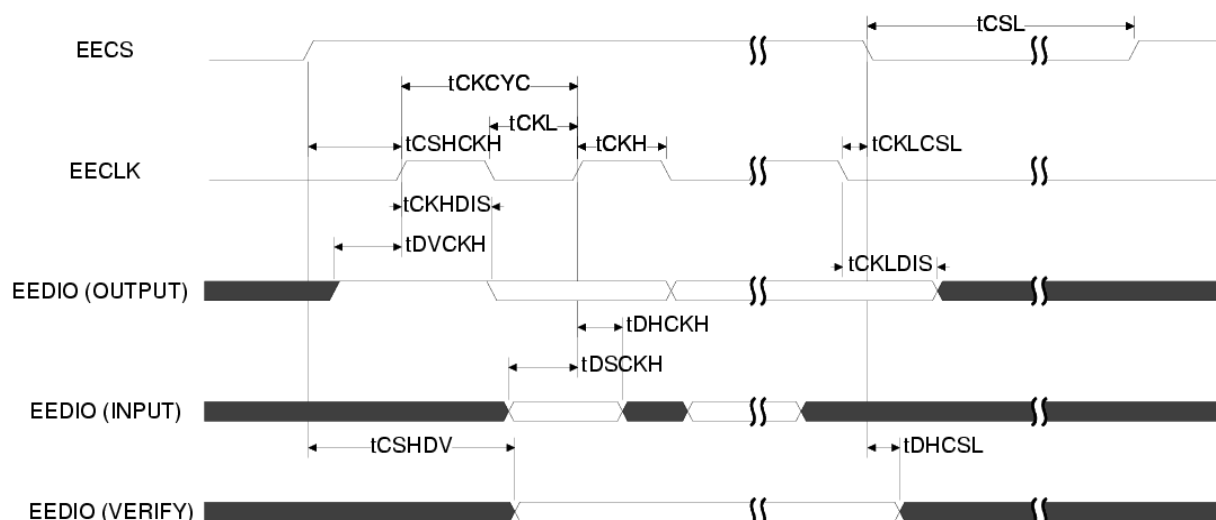 tCSL
EECS
tCKCYC
tCKL
tCSHCKH
tCKH
tCKLCSL
EECLK
tCKHDIS
tDVCKH
tCKLDIS
EEDIO (OUTPUT)
tDHCKH
tDSCKH
EEDIO (INPUT)
tCSHDV
tDHCSL
EEDIO (VERIFY)